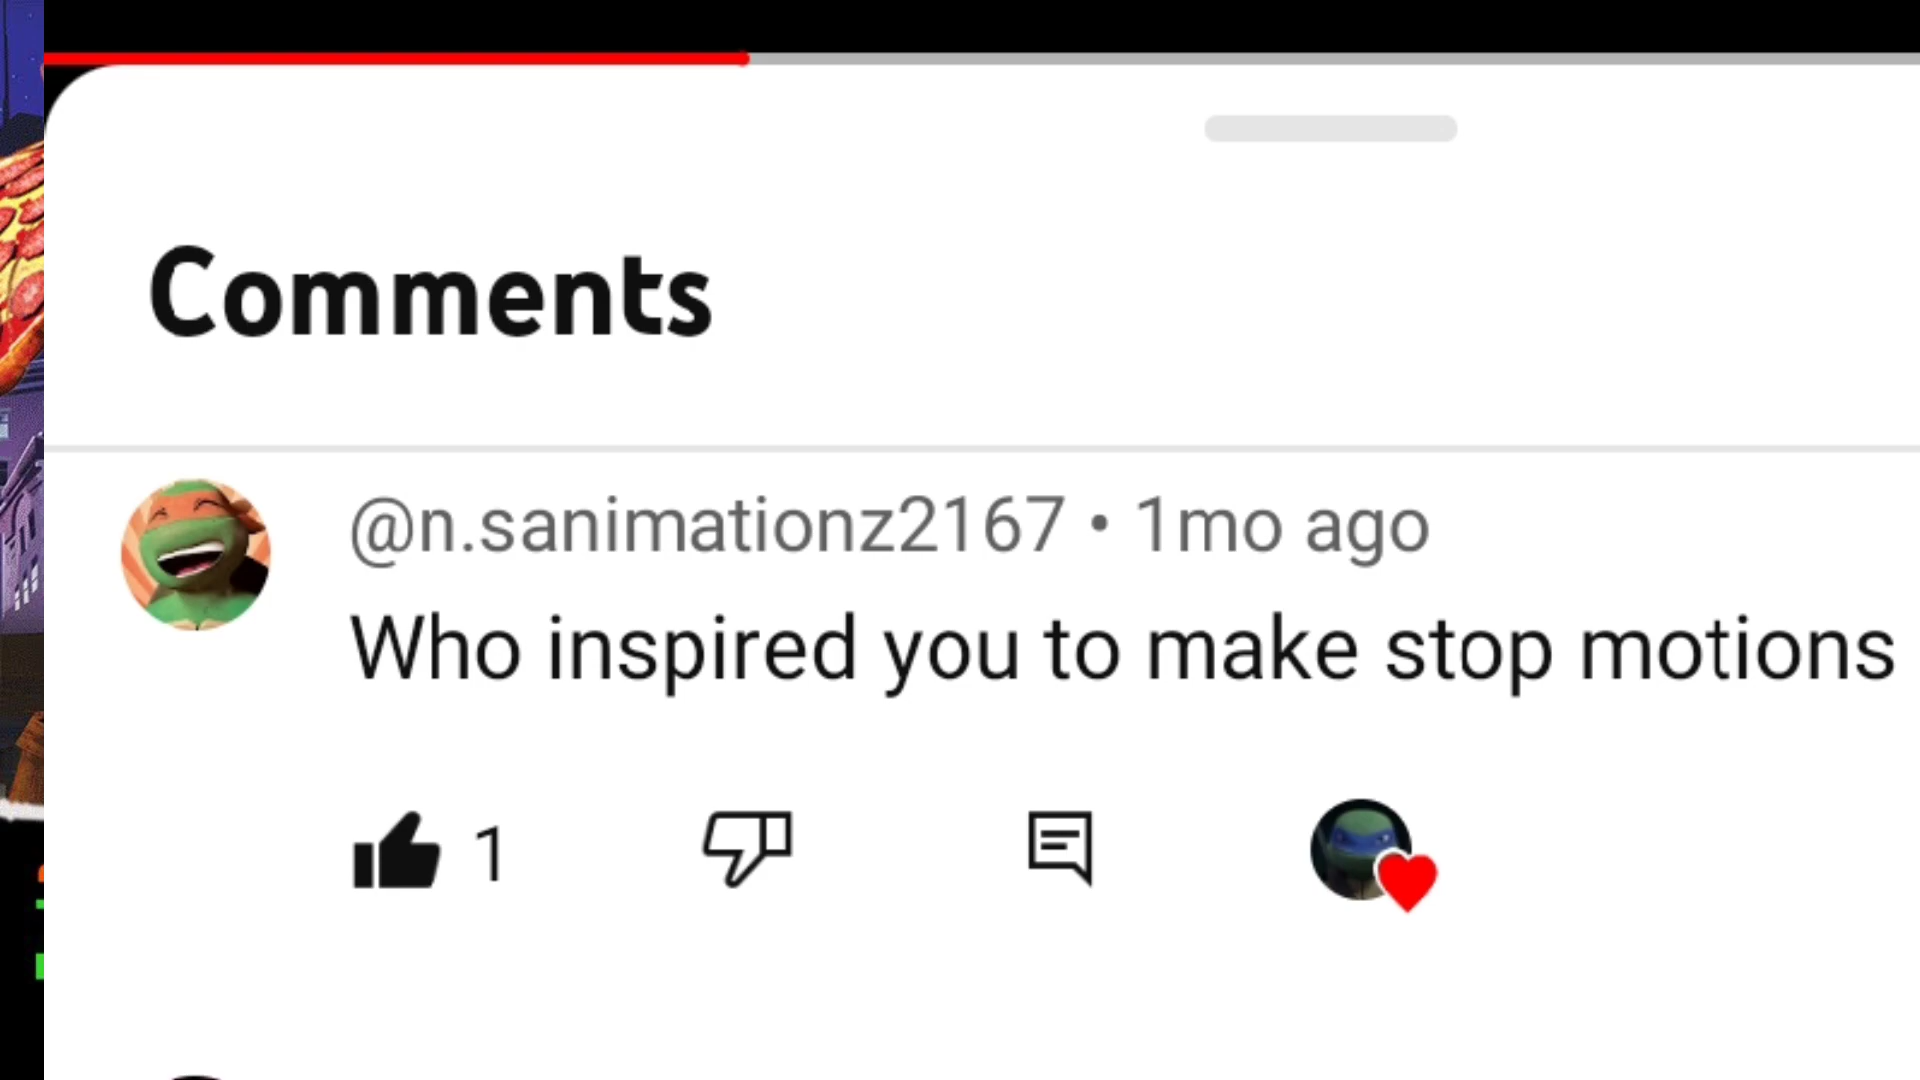 Comments
@n.sanimationz2167 • 1mo ago
Who inspired you to make stop motions
1